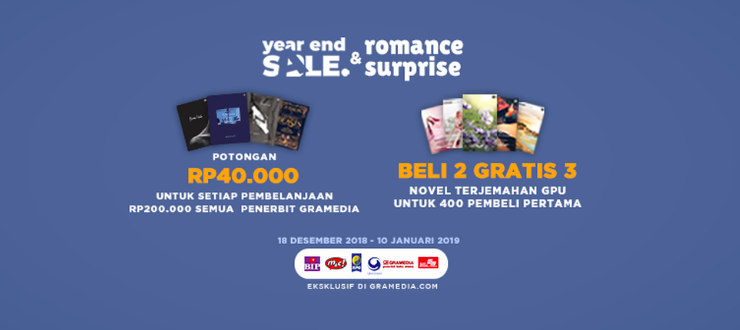 year end
SALE.
&
romance
surprise
POTONGAN
RP40.000
UNTUK SETIAP PEMBELANJAAN
RP200.000 SEMUA PENERBIT GRAMEDIA
BELI 2 GRATIS 3
NOVEL TERJEMAHAN GPU
UNTUK 400 PEMBELI PERTAMA
18 DESEMBER 2018 - 10 JANUARI 2019
BIP
m&c!
KPG
GRAMEDIA
EKSKLUSIF DI GRAMEDIA.COM